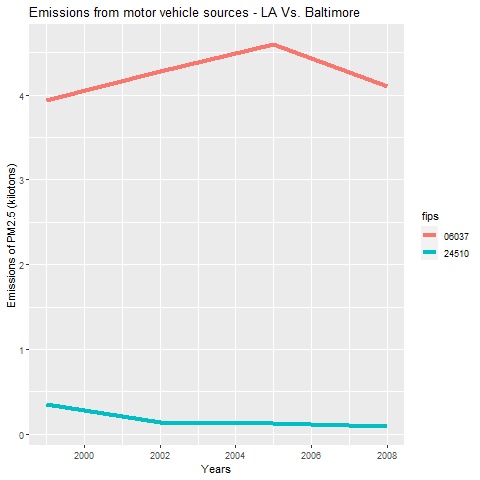 Emissions from motor vehicle sources - LA Vs. Baltimore
Emissions of PM2.5 (kilotons)
4
3
2
1
0
2000 2002 2004 2006 2008
Years
fips
06037
24510